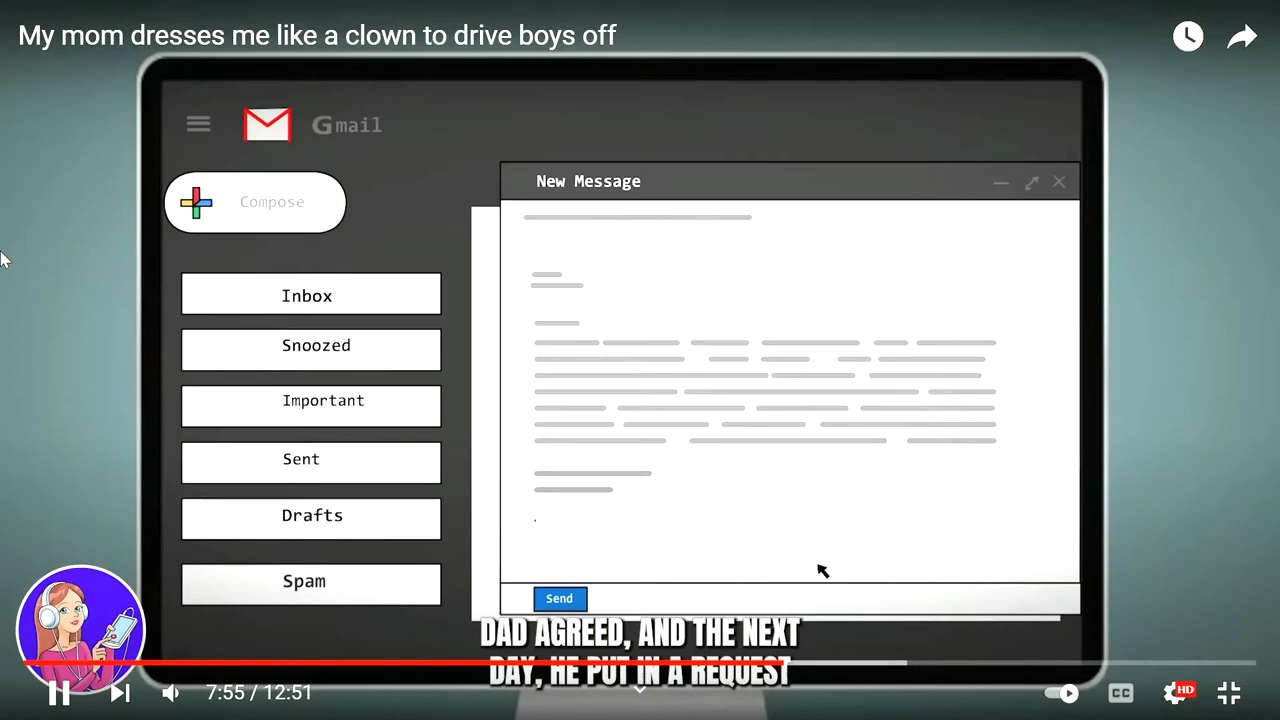 My mom dresses me like a clown to drive boys off
Gmail
Compose
New Message
Inbox
Snoozed
Important
Sent
Drafts
Spam
Send
DAD AGREED, AND THE NEXT
DAY, HE PUT IN A REQUEST
7:55 / 12:51
CC
HD